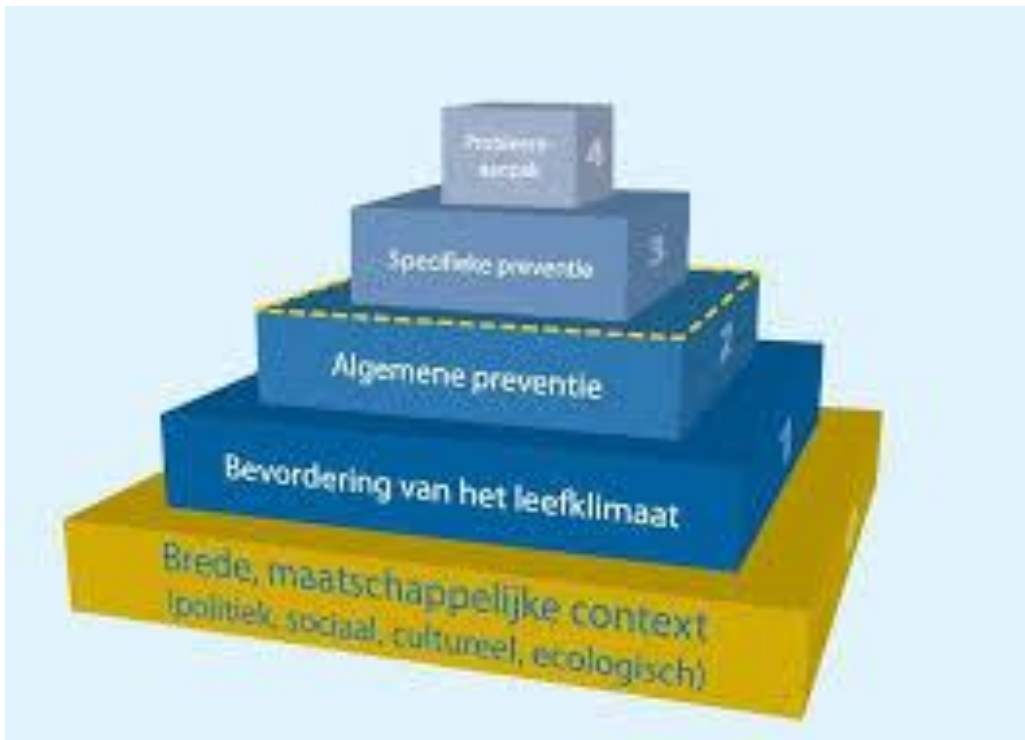 Probleem-
aanpak
4
Specifieke preventie
3
Algemene preventie
2
Bevordering van het leefklimaat
1
Brede, maatschappelijke context
(politiek, sociaal, cultureel, ecologisch)